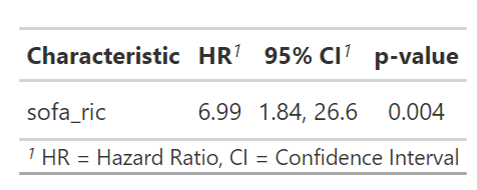 Characteristic HR1 95% CI1 p-value
sofa_ric 6.99 1.84, 26.6 0.004
1 HR = Hazard Ratio, CI = Confidence Interval